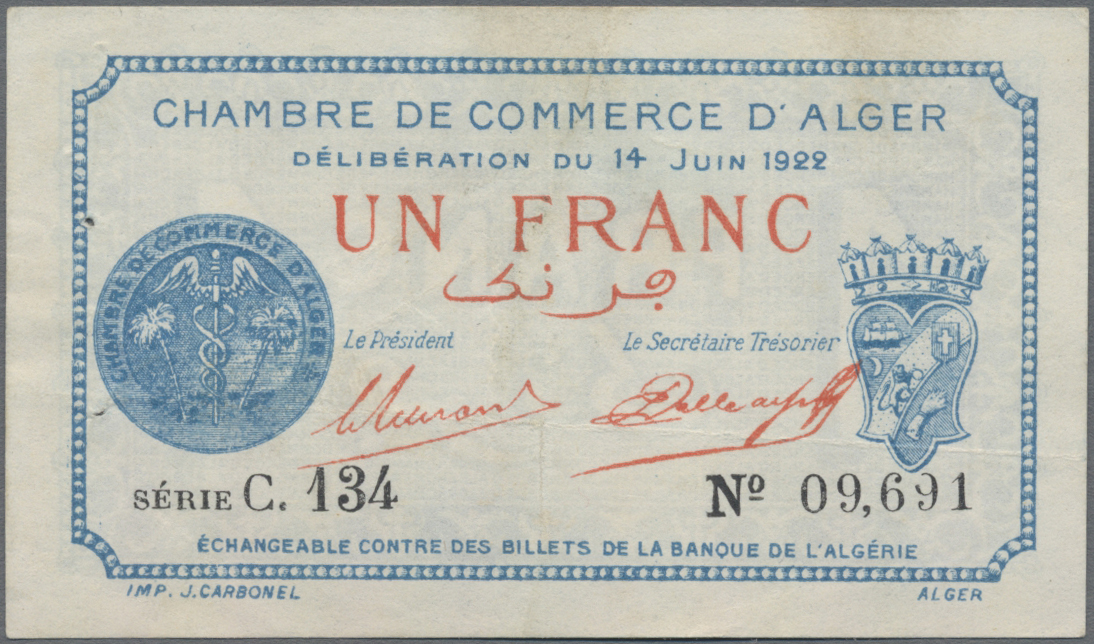 CHAMBRE DE COMMERCE D'ALGER
DÉLIBÉRATION DU 14 JUIN 1922
UN FRANC
فرنك
CHAMBRE DE COMMERCE D'ALGER
Le Président
Le Secrétaire Trésorier
SÉRIE C. 134
Nº 09,691
ÉCHANGEABLE CONTRE DES BILLETS DE LA BANQUE DE L'ALGÉRIE
IMP. J. CARBONEL
ALGER